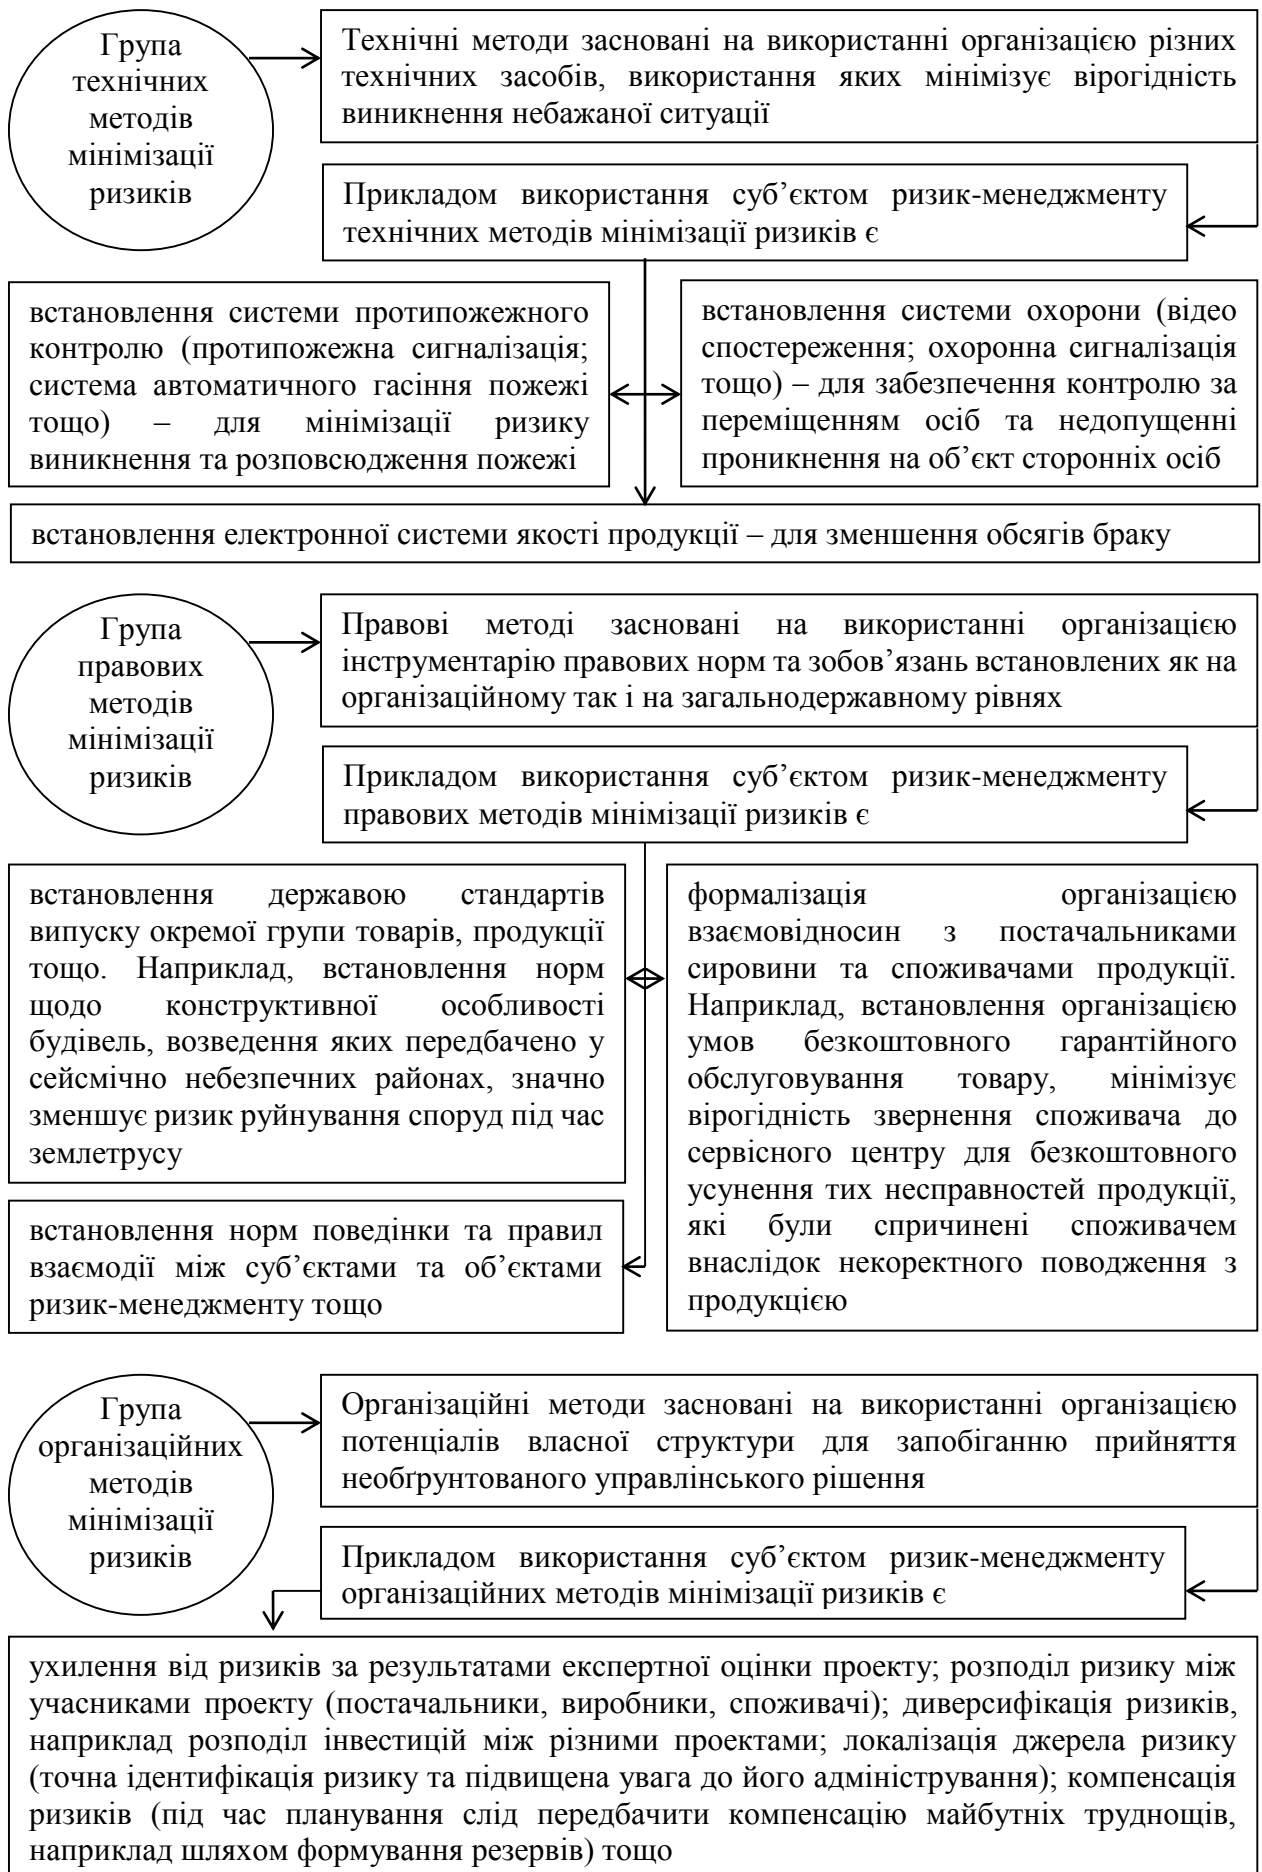 Група
технічних
методів
мінімізації
ризиків
Технічні методи засновані на використанні організацією різних
технічних засобів, використання яких мінімізує вірогідність
виникнення небажаної ситуації
Прикладом використання суб’єктом ризик-менеджменту
технічних методів мінімізації ризиків є
встановлення системи протипожежного
контролю (протипожежна сигналізація;
система автоматичного гасіння пожежі
тощо) – для мінімізації ризику
виникнення та розповсюдження пожежі
встановлення системи охорони (відео
спостереження; охоронна сигналізація
тощо) – для забезпечення контролю за
переміщенням осіб та недопущенні
проникнення на об’єкт сторонніх осіб
встановлення електронної системи якості продукції – для зменшення обсягів браку
Група
правових
методів
мінімізації
ризиків
Правові методі засновані на використанні організацією
інструментарію правових норм та зобов’язань встановлених як на
організаційному так і на загальнодержавному рівнях
Прикладом використання суб’єктом ризик-менеджменту
правових методів мінімізації ризиків є
встановлення державою стандартів
випуску окремої групи товарів, продукції
тощо. Наприклад, встановлення норм
щодо конструктивної особливості
будівель, возведення яких передбачено у
сейсмічно небезпечних районах, значно
зменшує ризик руйнування споруд під час
землетрусу
формалізація організацією
взаємовідносин з постачальниками
сировини та споживачами продукції.
Наприклад, встановлення організацією
умов безкоштовного гарантійного
обслуговування товару, мінімізує
вірогідність звернення споживача до
сервісного центру для безкоштовного
усунення тих несправностей продукції,
які були спричинені споживачем
внаслідок некоректного поводження з
продукцією
встановлення норм поведінки та правил
взаємодії між суб’єктами та об’єктами
ризик-менеджменту тощо
Група
організаційних
методів
мінімізації
ризиків
Організаційні методи засновані на використанні організацією
потенціалів власної структури для запобіганню прийняття
необґрунтованого управлінського рішення
Прикладом використання суб’єктом ризик-менеджменту
організаційних методів мінімізації ризиків є
ухилення від ризиків за результатами експертної оцінки проекту; розподіл ризику між
учасниками проекту (постачальники, виробники, споживачі); диверсифікація ризиків,
наприклад розподіл інвестицій між різними проектами; локалізація джерела ризику
(точна ідентифікація ризику та підвищена увага до його адміністрування); компенсація
ризиків (під час планування слід передбачити компенсацію майбутніх труднощів,
наприклад шляхом формування резервів) тощо